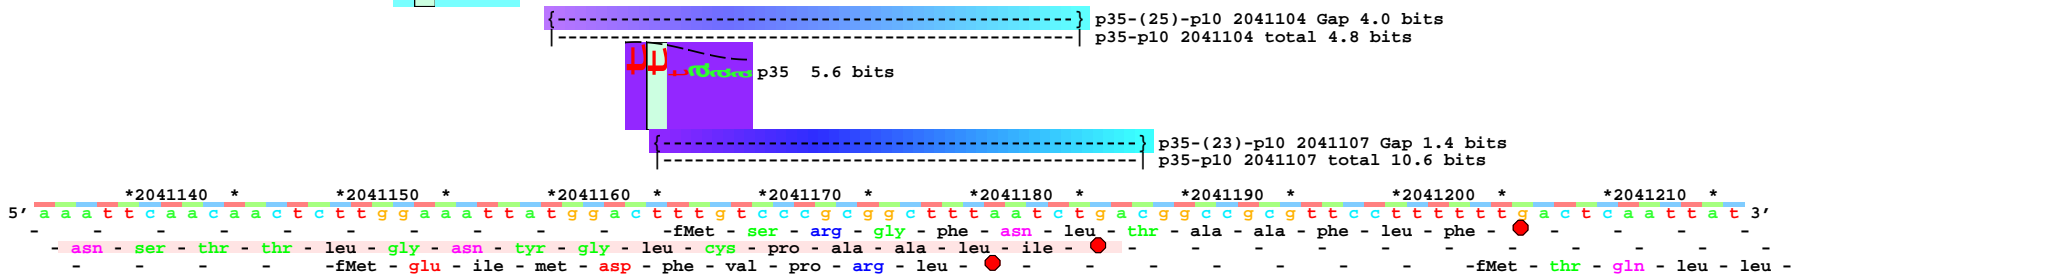 {-------------------------------------------------} p35-(25)-p10 2041104 Gap 4.0 bits
|-------------------------------------------------| p35-p10 2041104 total 4.8 bits
p35 5.6 bits
{---------------------------------------------} p35-(23)-p10 2041107 Gap 1.4 bits
|---------------------------------------------| p35-p10 2041107 total 10.6 bits
*2041140 * *2041150 * *2041160 * *2041170 * *2041180 * *2041190 * *2041200 * *2041210 *
5' a a a t t c a a c a a c t c t t g g a a a t t a t g g a c t t t g t c c c g c g g c t t t a a t c t g a c g g c c g c g t t c c t t t t t t g a c t c a a t t a t 3'
- - - - - - - - - - -fMet - ser - arg - gly - phe - asn - leu - thr - ala - ala - phe - leu - phe - - - - -
- asn - ser - thr - thr - leu - gly - asn - tyr - gly - leu - cys - pro - ala - ala - leu - ile - - - - - - - - - - - -
- - - - -fMet - glu - ile - met - asp - phe - val - pro - arg - leu - - - - - - - - -fMet - thr - gln - leu - leu -